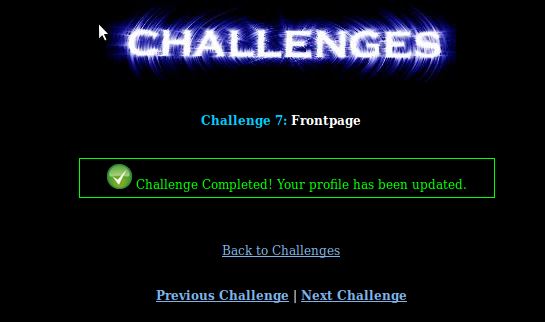 CHALLENGES
Challenge 7: Frontpage
Challenge Completed! Your profile has been updated.
Back to Challenges
Previous Challenge | Next Challenge